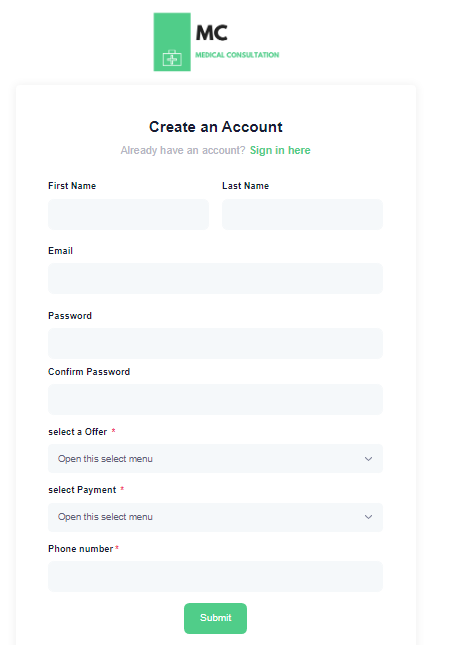 MC
MEDICAL CONSULTATION
Create an Account
Already have an account? Sign in here
First Name Last Name
Email
Password
Confirm Password
select a Offer *
Open this select menu
select Payment *
Open this select menu
Phone number*
Submit